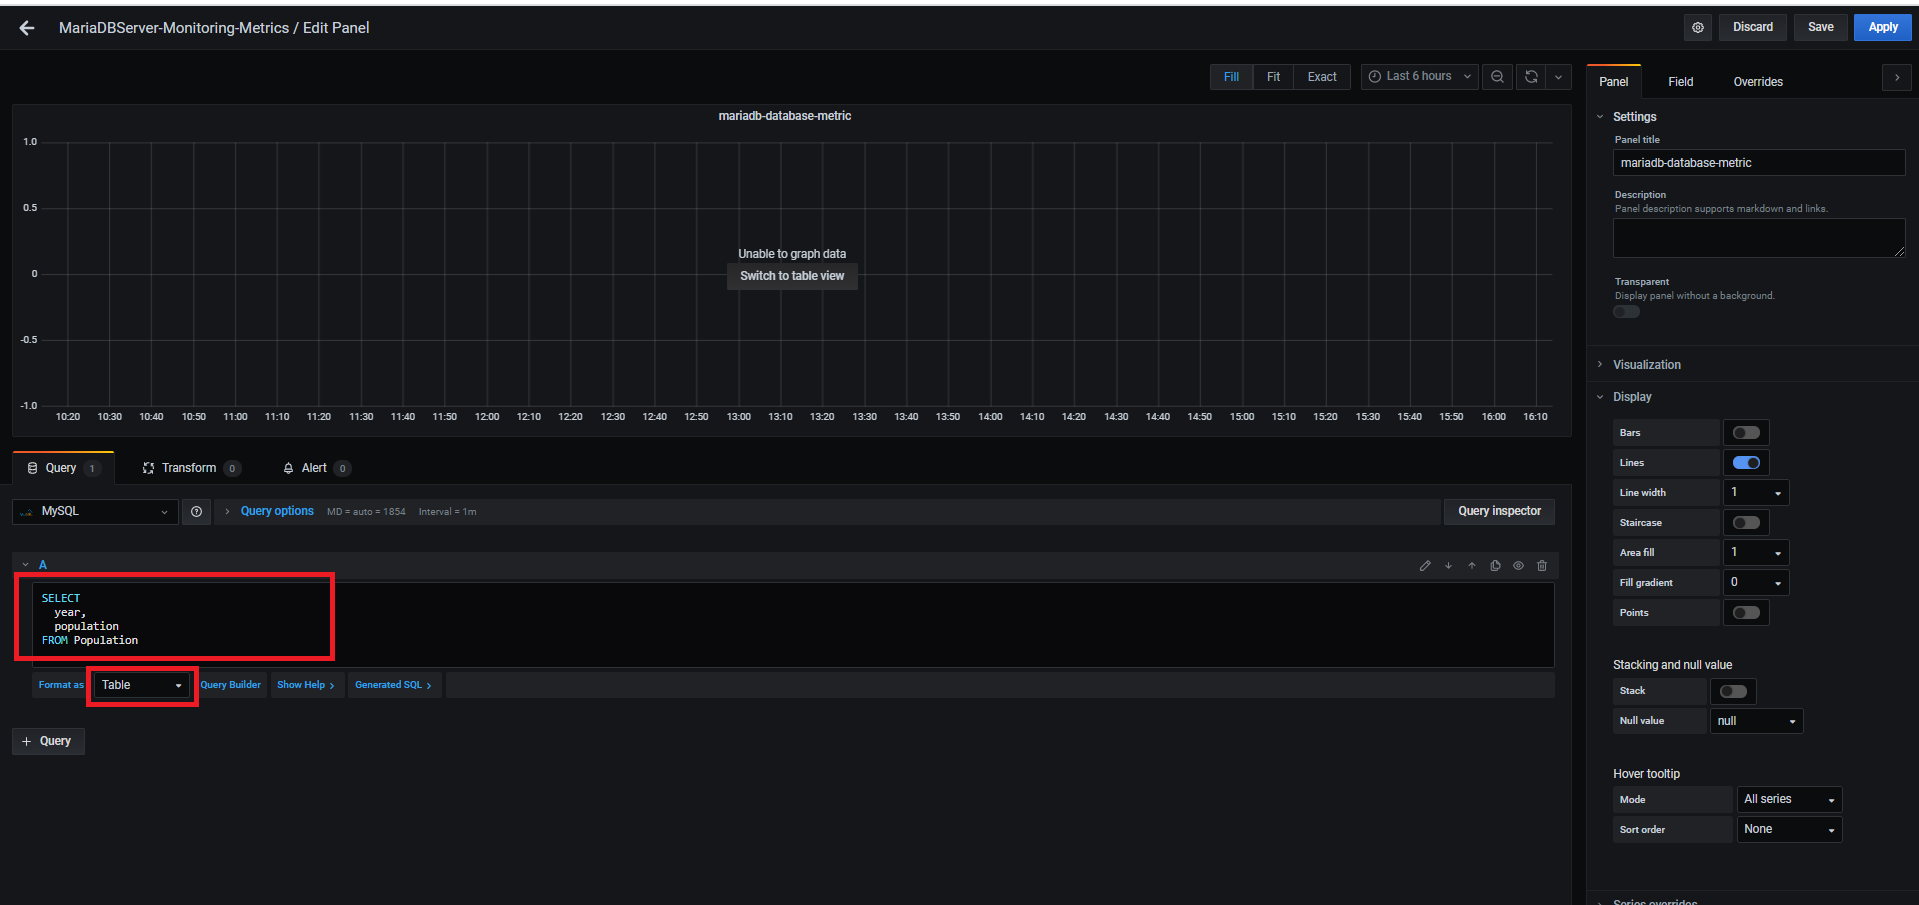 MariaDBServer-Monitoring-Metrics / Edit Panel
Discard
Save
Apply
Fill
Fit
Exact
Last 6 hours
mariadb-database-metric
1.0
0.5
0
-0.5
-1.0
Unable to graph data
Switch to table view
10:20 10:30 10:40 10:50 11:00 11:10 11:20 11:30 11:40 11:50 12:00 12:10 12:20 12:30 12:40 12:50 13:00 13:10 13:20 13:30 13:40 13:50 14:00 14:10 14:20 14:30 14:40 14:50 15:00 15:10 15:20 15:30 15:40 15:50 16:00 16:10
Query 1
Transform 0
Alert 0
MySQL
Query options MD = auto = 1854 Interval = 1m
Query inspector
A
SELECT
year,
population
FROM Population
Format as
Table
Query Builder
Show Help
Generated SQL
+ Query
Panel
Field
Overrides
Settings
Panel title
mariadb-database-metric
Description
Panel description supports markdown and links.
Transparent
Display panel without a background.
Visualization
Display
Bars
Lines
Line width 1
Staircase
Area fill 1
Fill gradient 0
Points
Stacking and null value
Stack
Null value null
Hover tooltip
Mode All series
Sort order None
Series overrides